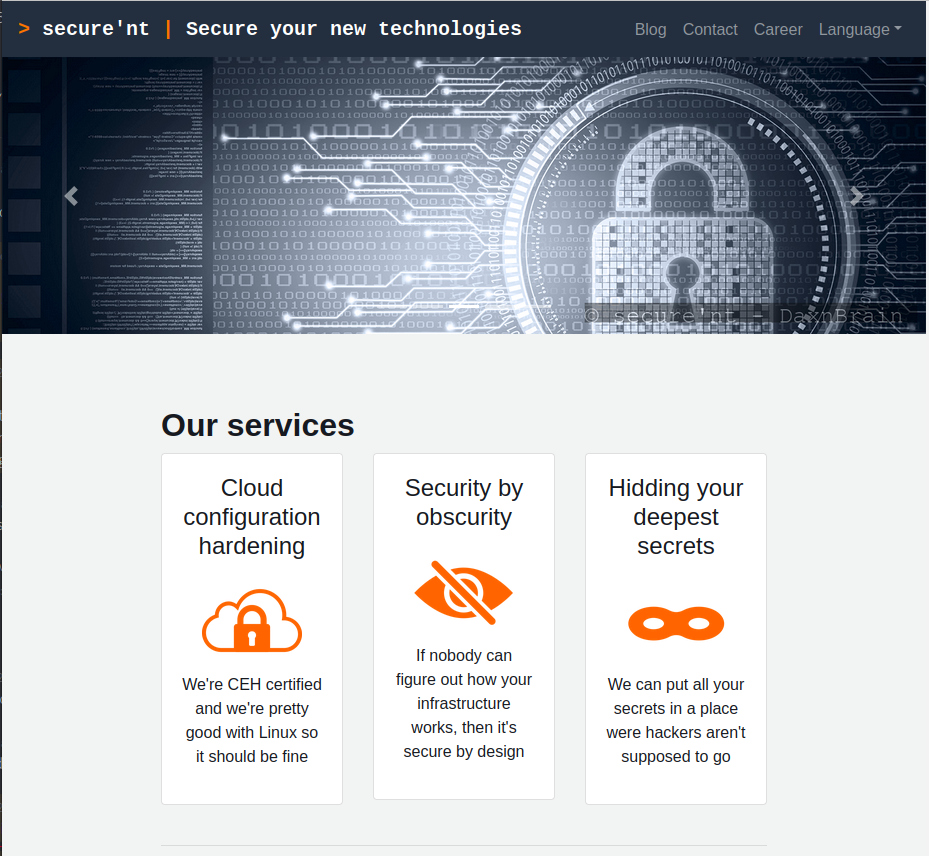 > secure'nt | Secure your new technologies
Blog Contact Career Language
© secure'nt - DamnBrain
Our services
Cloud
configuration
hardening
We're CEH certified
and we're pretty
good with Linux so
it should be fine
Security by
obscurity
If nobody can
figure out how your
infrastructure
works, then it's
secure by design
Hidding your
deepest
secrets
We can put all your
secrets in a place
were hackers aren't
supposed to go